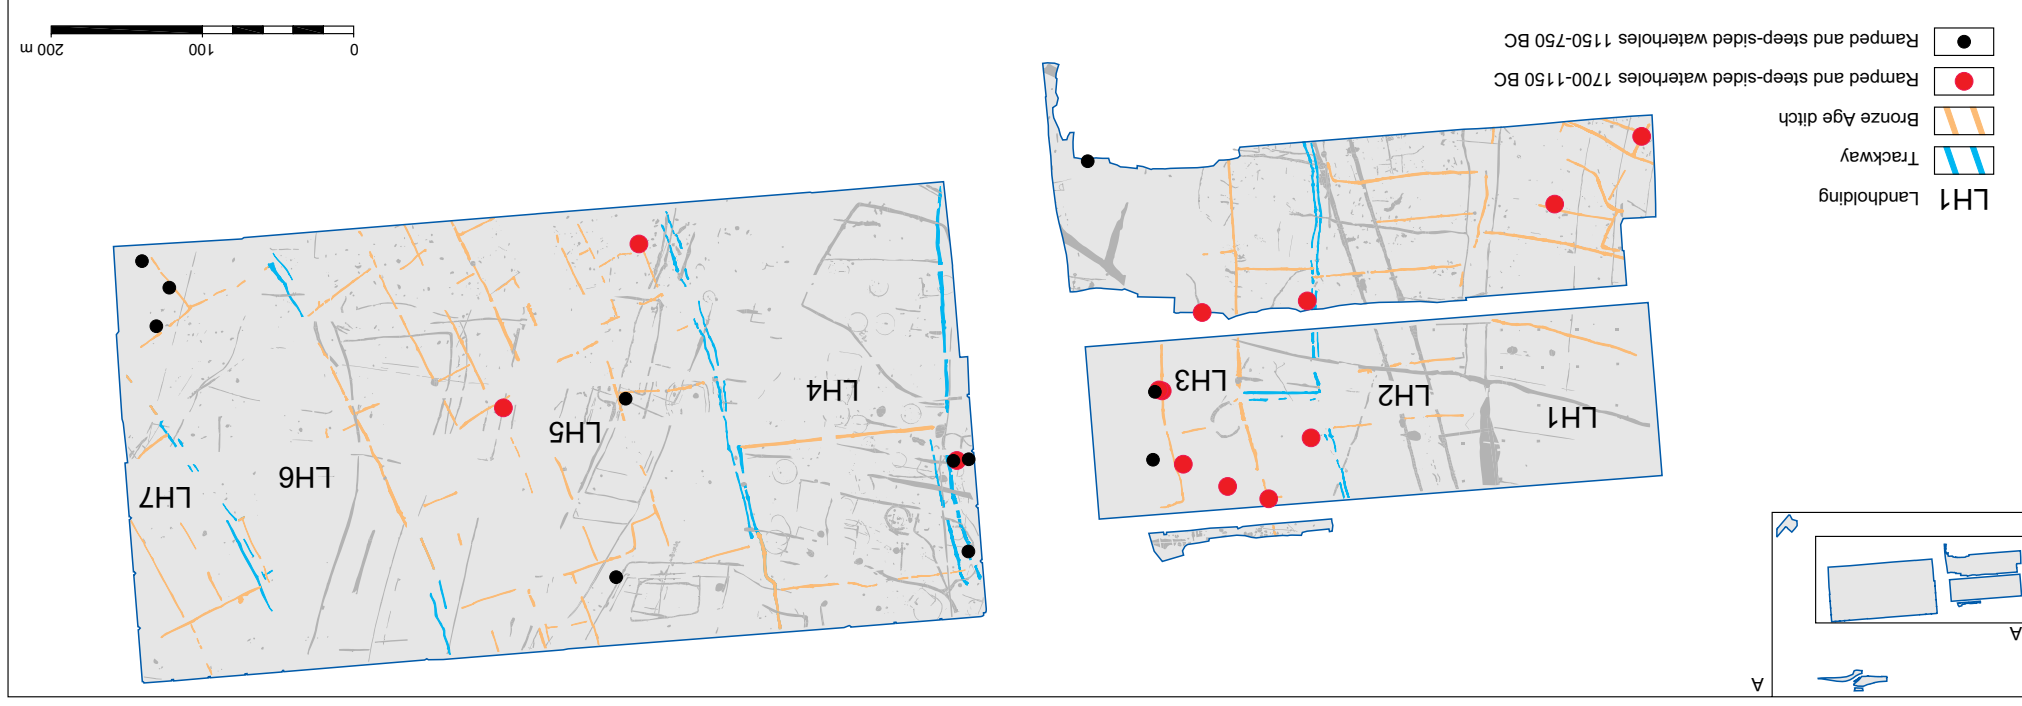 A
A
LH1
LH2
LH3
LH4
LH5
LH6
LH7
LH1 Landholding
Trackway
Bronze Age ditch
Ramped and steep-sided waterholes 1700-1150 BC
Ramped and steep-sided waterholes 1150-750 BC
0 100 200 m